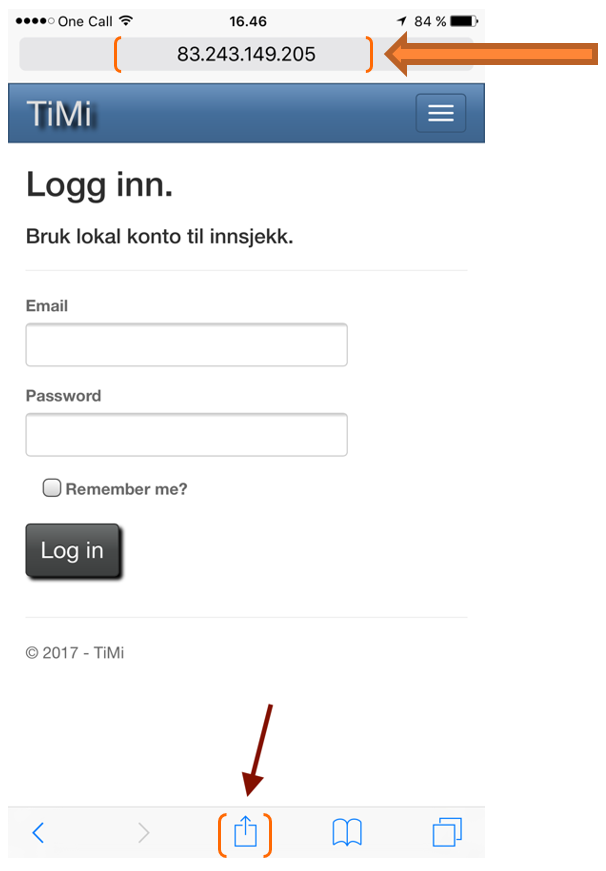 One Call 16.46 84 %
83.243.149.205
TiMi
Logg inn.
Bruk lokal konto til innsjekk.
Email
Password
Remember me?
Log in
© 2017 - TiMi